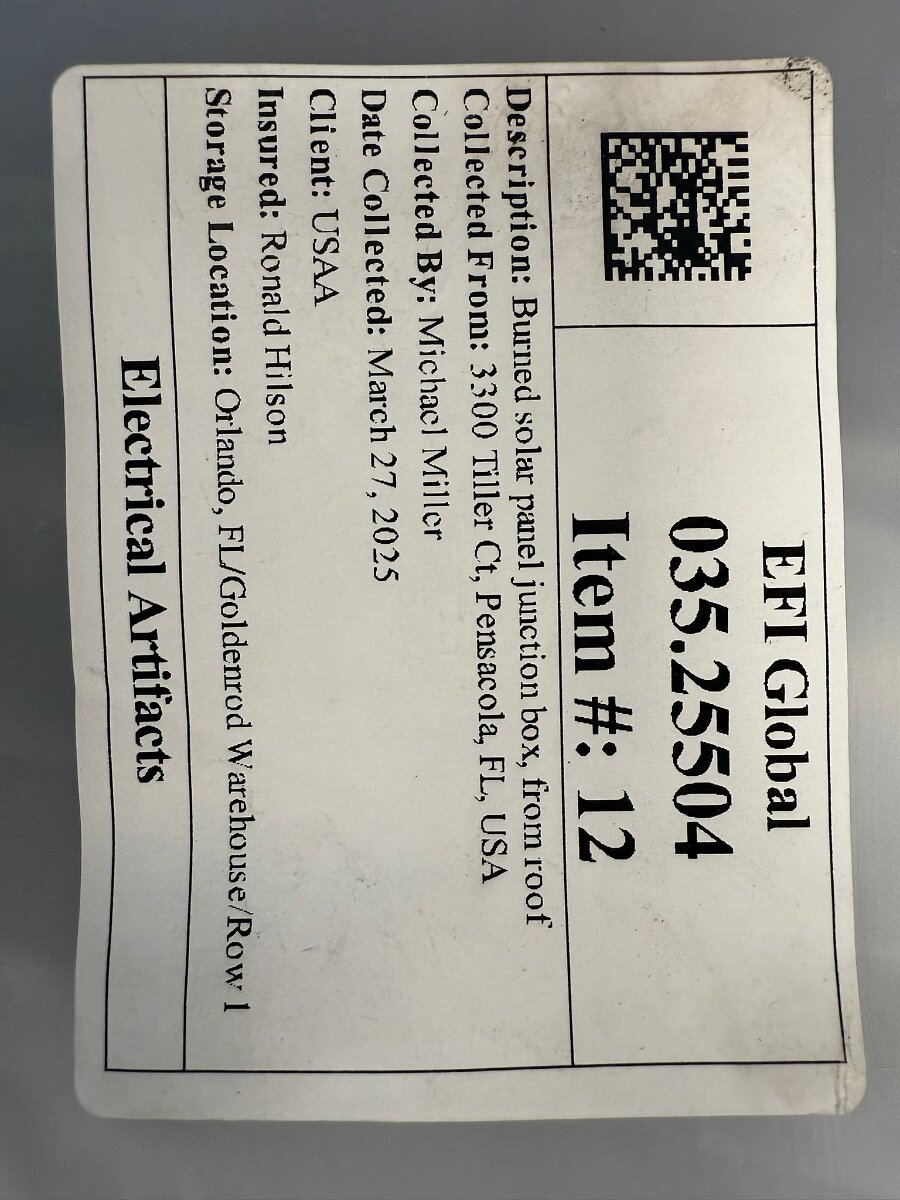 EFI Global
035.25504
Item #: 12
Description: Burned solar panel junction box, from roof
Collected From: 3300 Tiller Ct, Pensacola, FL, USA
Collected By: Michael Miller
Date Collected: March 27, 2025
Client: USAA
Insured: Ronald Hilson
Storage Location: Orlando, FL/Goldenrod Warehouse/Row 1
Electrical Artifacts